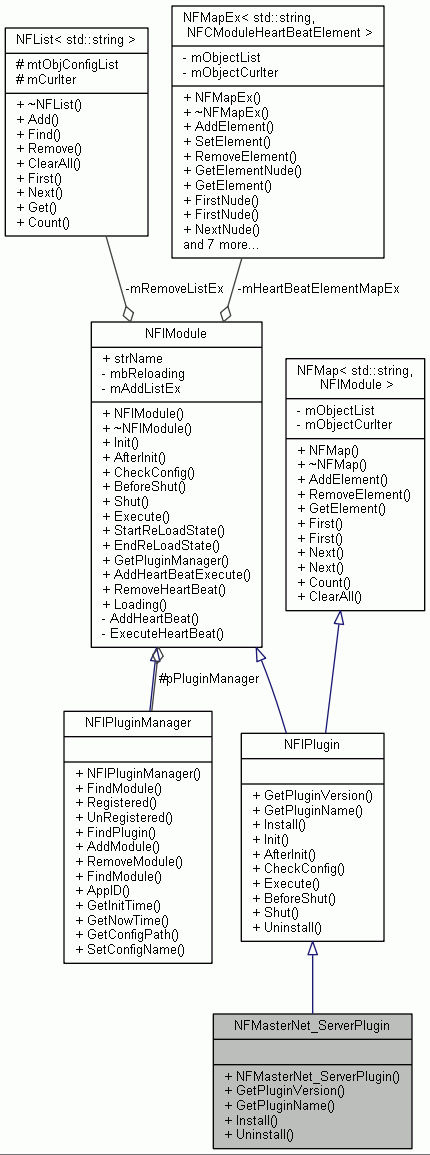 NFList< std::string >
# mtObjConfigList
# mCurIter
+ ~NFList()
+ Add()
+ Find()
+ Remove()
+ ClearAll()
+ First()
+ Next()
+ Get()
+ Count()
NFMapEx< std::string,
NFCModuleHeartBeatElement >
- mObjectList
- mObjectCurIter
+ NFMapEx()
+ ~NFMapEx()
+ AddElement()
+ SetElement()
+ RemoveElement()
+ GetElementNude()
+ GetElement()
+ FirstNude()
+ FirstNude()
+ NextNude()
and 7 more...
-mRemoveListEx
-mHeartBeatElementMapEx
NFIModule
+ strName
- mbReloading
- mAddListEx
+ NFIModule()
+ ~NFIModule()
+ Init()
+ AfterInit()
+ CheckConfig()
+ BeforeShut()
+ Shut()
+ Execute()
+ StartReLoadState()
+ EndReLoadState()
+ GetPluginManager()
+ AddHeartBeatExecute()
+ RemoveHeartBeat()
+ Loading()
- AddHeartBeat()
- ExecuteHeartBeat()
NFMap< std::string,
NFIModule >
- mObjectList
- mObjectCurIter
+ NFMap()
+ ~NFMap()
+ AddElement()
+ RemoveElement()
+ GetElement()
+ First()
+ First()
+ Next()
+ Next()
+ Count()
+ ClearAll()
#pPluginManager
NFIPluginManager
+ NFIPluginManager()
+ FindModule()
+ Registered()
+ UnRegistered()
+ FindPlugin()
+ AddModule()
+ RemoveModule()
+ FindModule()
+ AppID()
+ GetInitTime()
+ GetNowTime()
+ GetConfigPath()
+ SetConfigName()
NFIPlugin
+ GetPluginVersion()
+ GetPluginName()
+ Install()
+ Init()
+ AfterInit()
+ CheckConfig()
+ Execute()
+ BeforeShut()
+ Shut()
+ Uninstall()
NFMasterNet_ServerPlugin
+ NFMasterNet_ServerPlugin()
+ GetPluginVersion()
+ GetPluginName()
+ Install()
+ Uninstall()